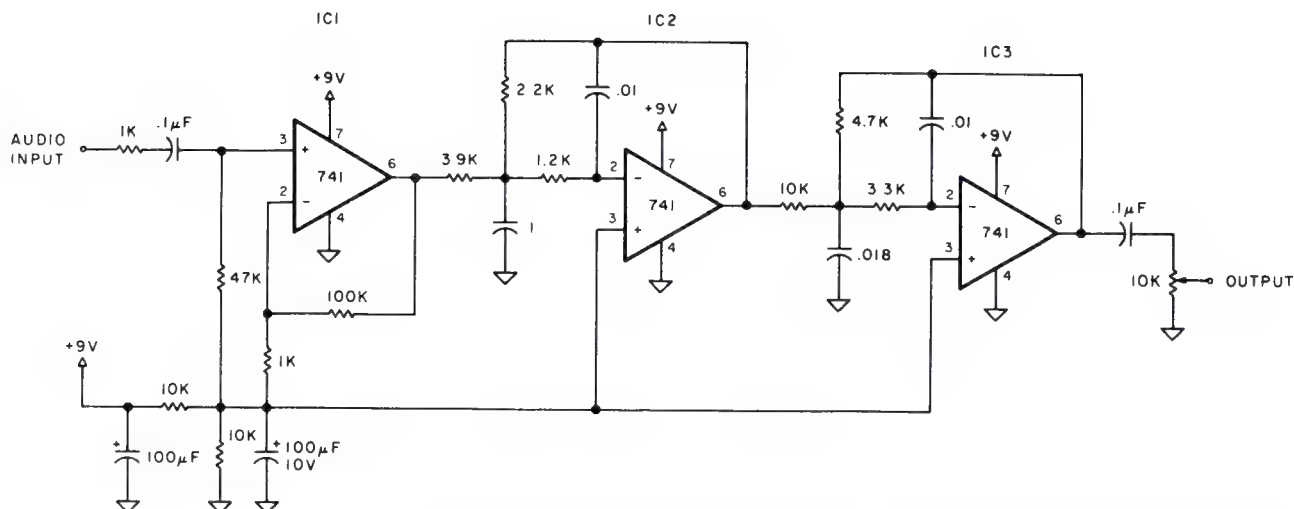 IC1
IC2
IC3
+9V
2 2K
.01
+9V
4.7K
.01
+9V
AUDIO
INPUT
1K
.1µF
3
+
7
741
6
2
-
4
3 9K
1.2K
1
2
-
7
741
6
3
+
4
10K
3 3K
.018
2
-
7
741
6
3
+
4
.1µF
10K
OUTPUT
47K
100K
1K
+9V
10K
10K
+
100µF
+
100µF
10V